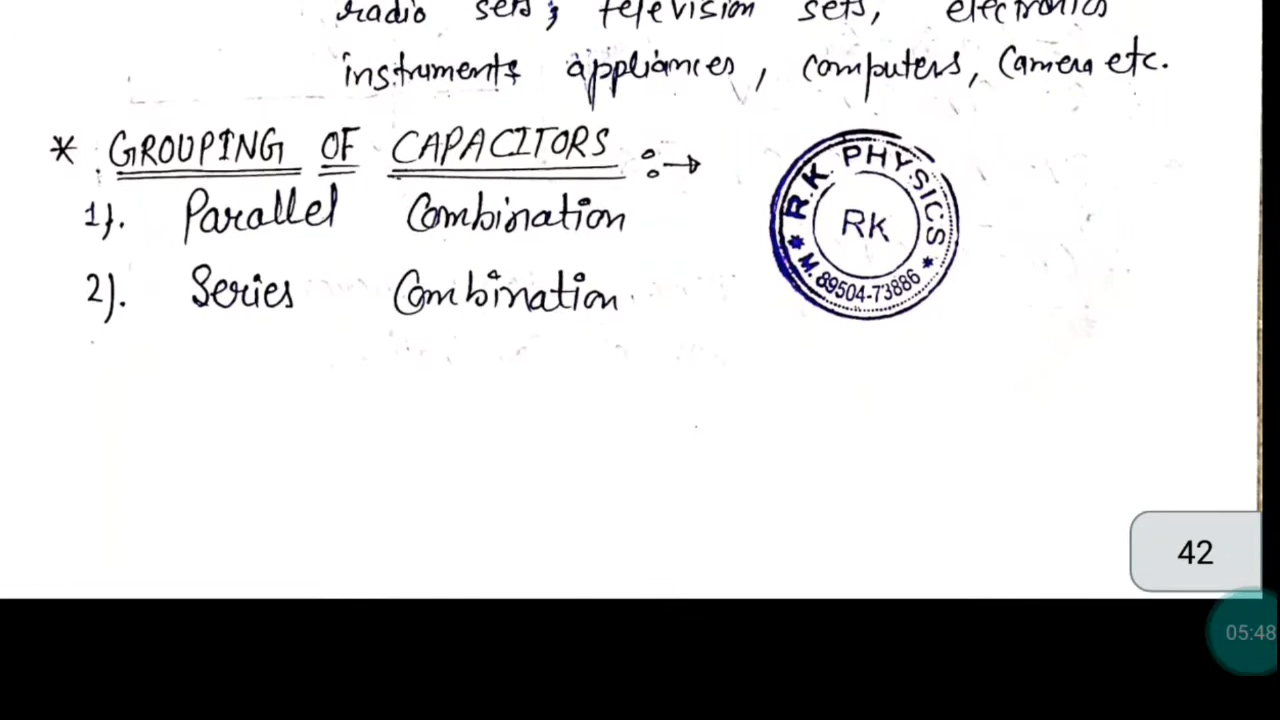 radio sets, television sets, electronics
instruments appliances, computers, Camera etc.
* GROUPING OF CAPACITORS :→
1). Parallel Combination
2). Series Combination
R.K. PHYSICS
RK
* M. 89504-73886 *
42
05:48